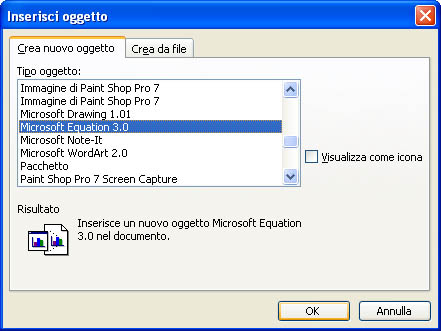 Inserisci oggetto
Crea nuovo oggetto
Crea da file
Tipo oggetto:
Immagine di Paint Shop Pro 7
Immagine di Paint Shop Pro 7
Microsoft Drawing 1.01
Microsoft Equation 3.0
Microsoft Note-It
Microsoft WordArt 2.0
Pacchetto
Paint Shop Pro 7 Screen Capture
Visualizza come icona
Risultato
Inserisce un nuovo oggetto Microsoft Equation
3.0 nel documento.
OK
Annulla